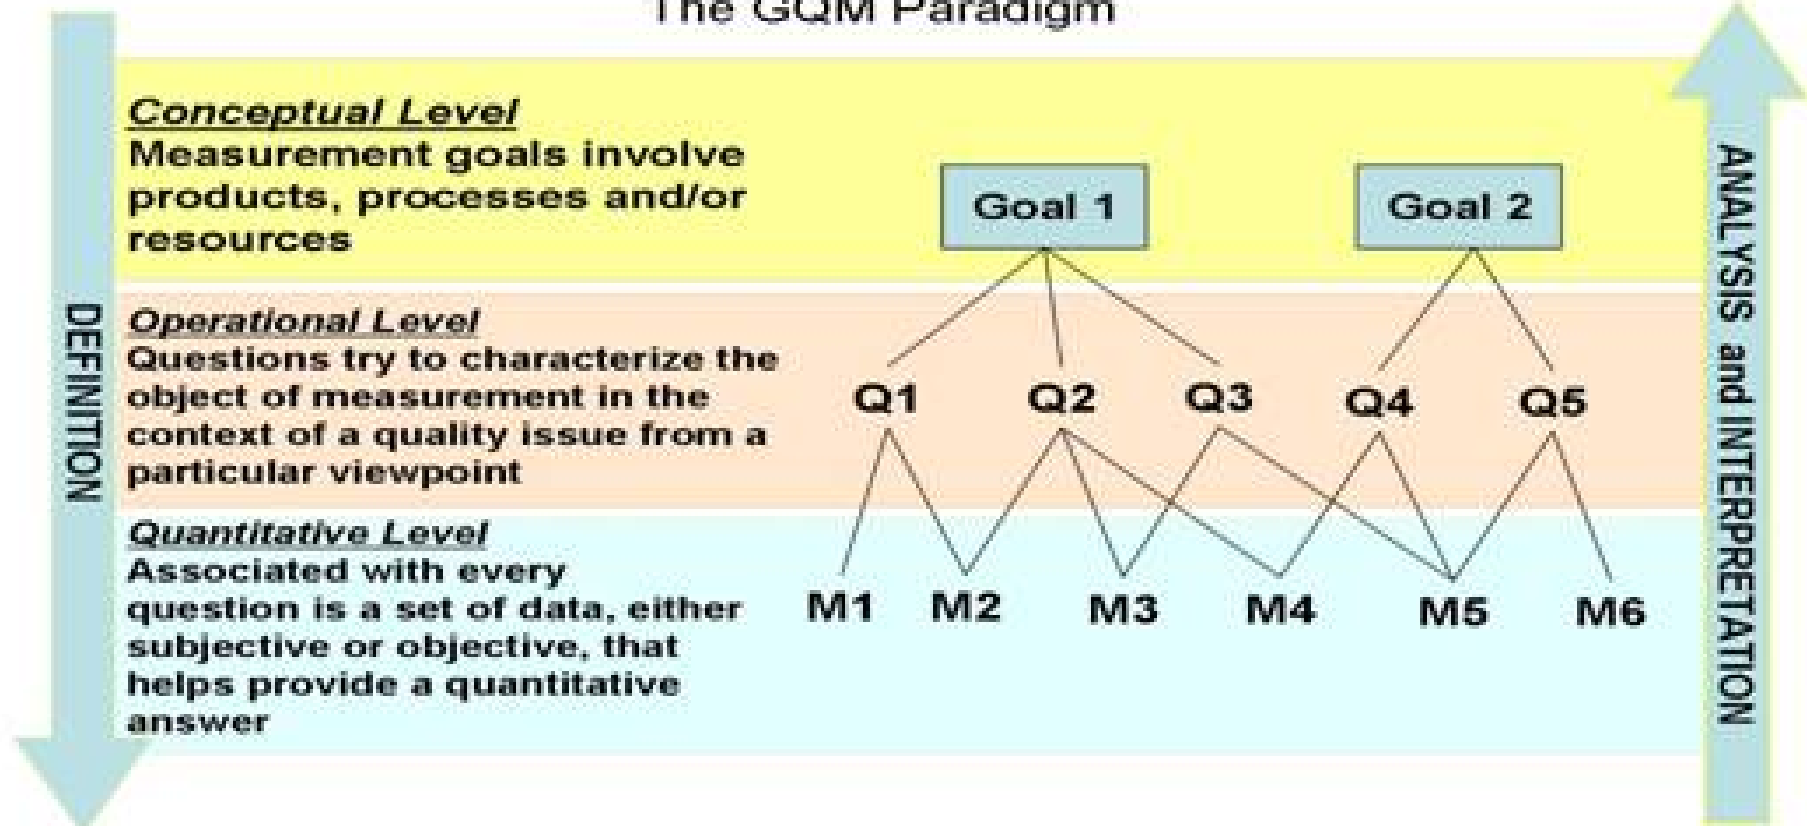 The GQM Paradigm
Conceptual Level
Measurement goals involve
products, processes and/or
resources
Goal 1
Goal 2
DEFINITION
Operational Level
Questions try to characterize the
object of measurement in the
context of a quality issue from a
particular viewpoint
Q1
Q2
Q3
Q4
Q5
Quantitative Level
Associated with every
question is a set of data, either
subjective or objective, that
helps provide a quantitative
answer
M1
M2
M3
M4
M5
M6
ANALYSIS and INTERPRETATION